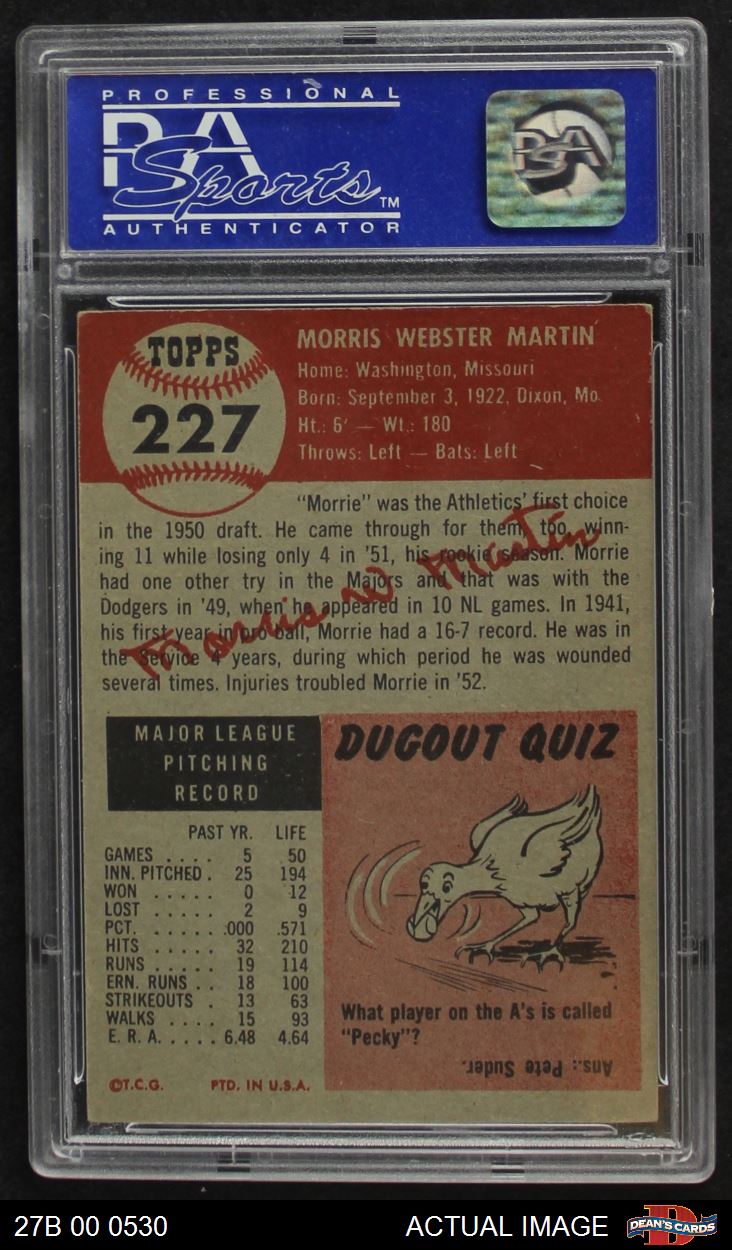 PROFESSIONAL
PSA
Sports™
AUTHENTICATOR
PSA
TOPPS
227
MORRIS WEBSTER MARTIN
Home: Washington, Missouri
Born: September 3, 1922, Dixon, Mo.
Ht.: 6' — Wt.: 180
Throws: Left — Bats: Left
"Morrie" was the Athletics' first choice
in the 1950 draft. He came through for them, too, winn-
ing 11 while losing only 4 in '51, his rookie season. Morrie
had one other try in the Majors and that was with the
Dodgers in '49, when he appeared in 10 NL games. In 1941,
his first year in pro ball, Morrie had a 16-7 record. He was in
the Service 4 years, during which period he was wounded
several times. Injuries troubled Morrie in '52.
Morris W Martin
MAJOR LEAGUE
PITCHING
RECORD
PAST YR. LIFE
GAMES . . . . 5 50
INN. PITCHED . 25 194
WON . . . . . 0 12
LOST . . . . . 2 9
PCT. . . . . . .000 .571
HITS . . . . . 32 210
RUNS . . . . . 19 114
ERN. RUNS . . 18 100
STRIKEOUTS . 13 63
WALKS . . . . 15 93
E. R. A. . . . . . 6.48 4.64
©T.C.G. PTD. IN U.S.A.
DUGOUT QUIZ
What player on the A's is called
"Pecky"?
Ans.: Pete Suder.
27B 00 0530
ACTUAL IMAGE
DEAN'S CARDS